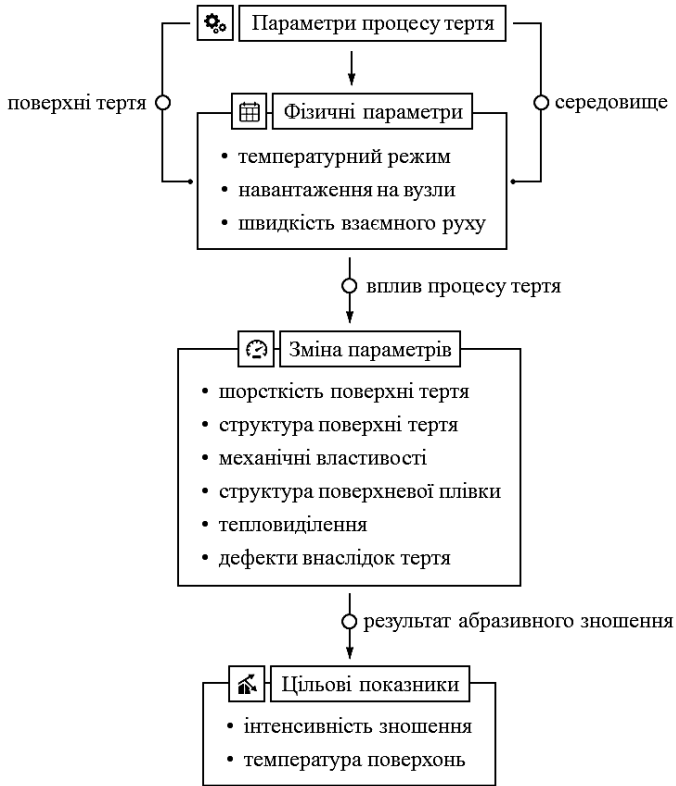 Параметри процесу тертя
поверхні тертя
середовище
Фізичні параметри
• температурний режим
• навантаження на вузли
• швидкість взаємного руху
вплив процесу тертя
Зміна параметрів
• шорсткість поверхні тертя
• структура поверхні тертя
• механічні властивості
• структура поверхневої плівки
• тепловиділення
• дефекти внаслідок тертя
результат абразивного зношення
Цільові показники
• інтенсивність зношення
• температура поверхонь